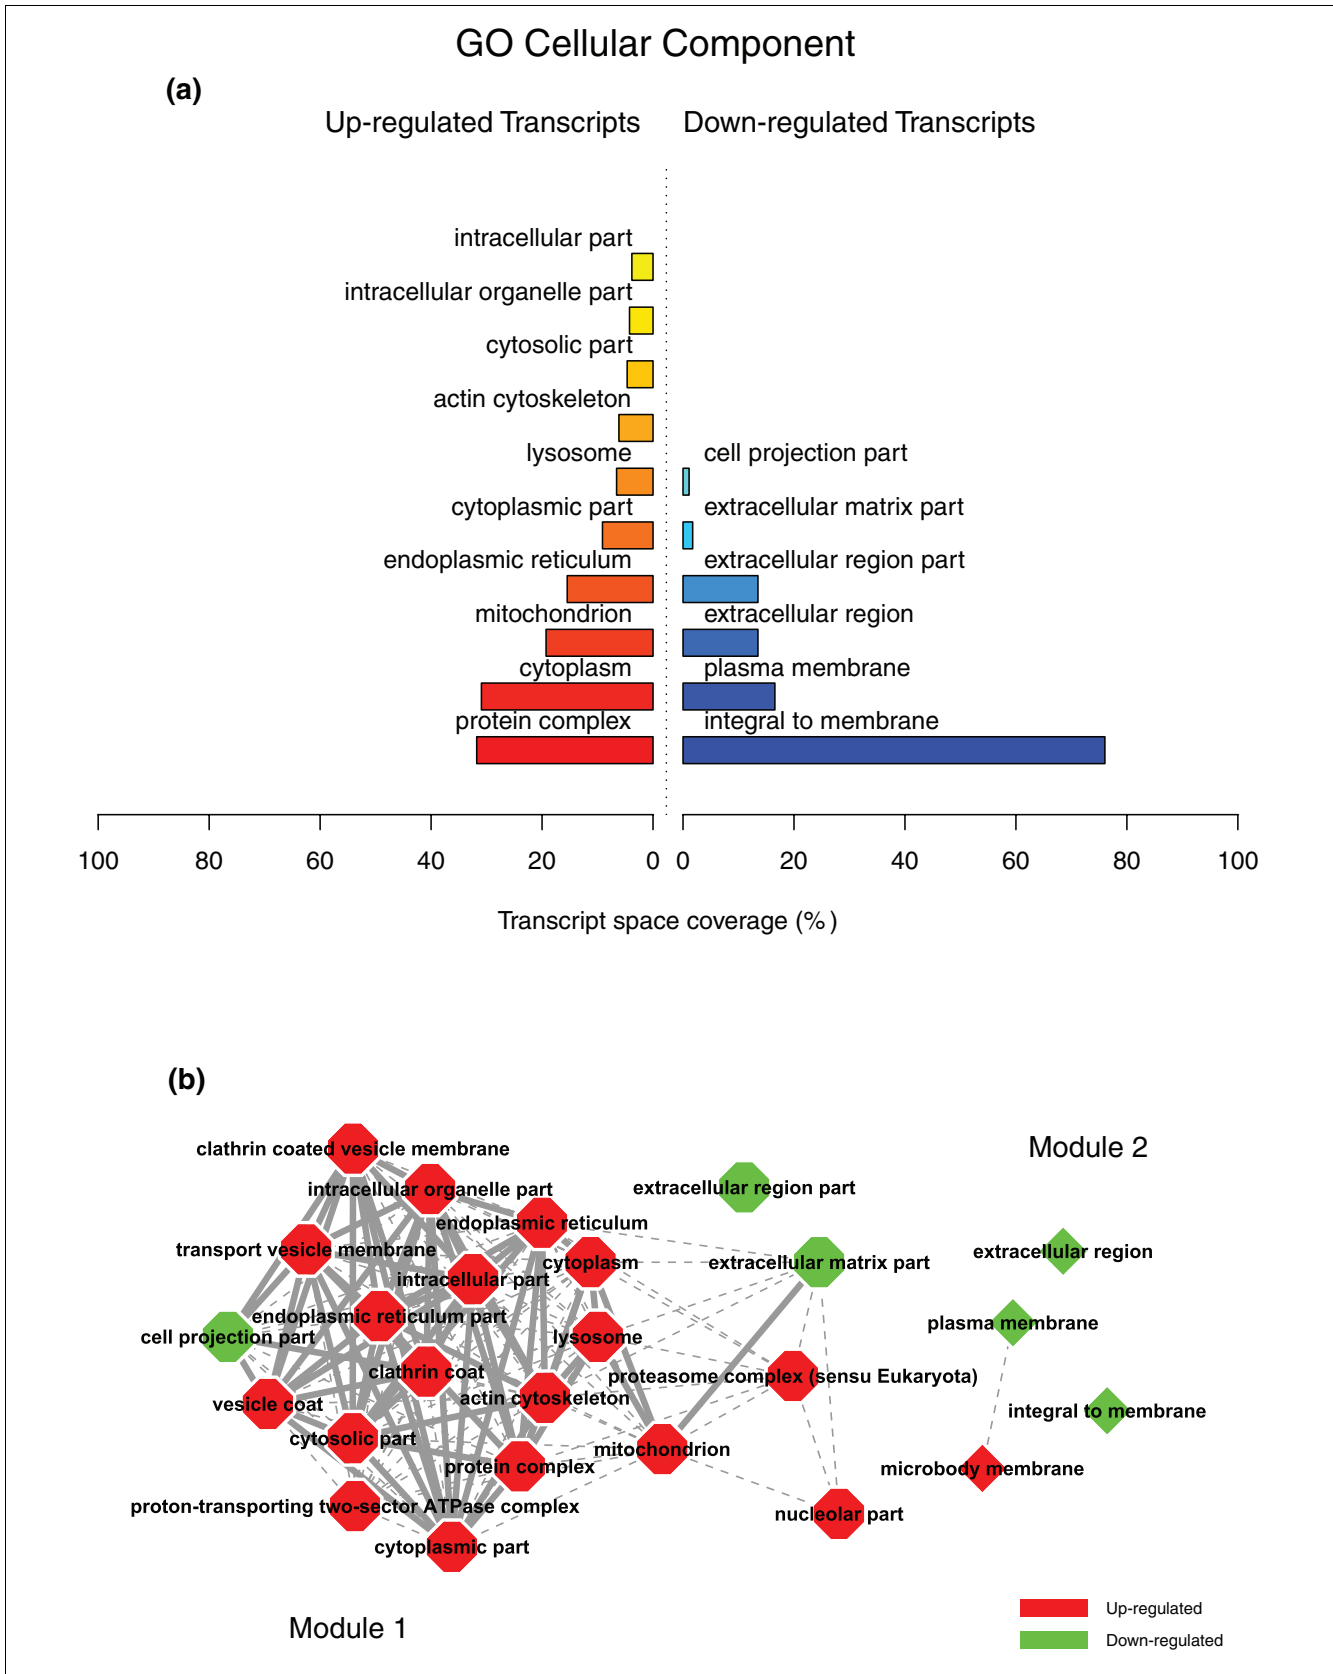 GO Cellular Component
(a)
Up-regulated Transcripts
Down-regulated Transcripts
intracellular part
intracellular organelle part
cytosolic part
actin cytoskeleton
lysosome
cell projection part
cytoplasmic part
extracellular matrix part
endoplasmic reticulum
extracellular region part
mitochondrion
extracellular region
cytoplasm
plasma membrane
protein complex
integral to membrane
100 80 60 40 20 0 0 20 40 60 80 100
Transcript space coverage (%)
(b)
Module 2
clathrin coated vesicle membrane
intracellular organelle part
extracellular region part
endoplasmic reticulum
transport vesicle membrane
extracellular region
cytoplasm
extracellular matrix part
intracellular part
endoplasmic reticulum part
plasma membrane
cell projection part
lysosome
clathrin coat
proteasome complex (sensu Eukaryota)
actin cytoskeleton
vesicle coat
integral to membrane
cytosolic part
mitochondrion
protein complex
microbody membrane
proton-transporting two-sector ATPase complex
nucleolar part
cytoplasmic part
Module 1
Up-regulated
Down-regulated